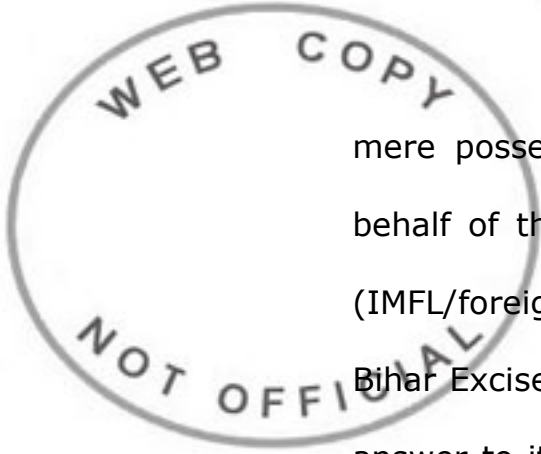 WEB COPY
mere posse
behalf of th
(IMFL/foreig
NOT OFFICIAL
Bihar Excise
answer to it